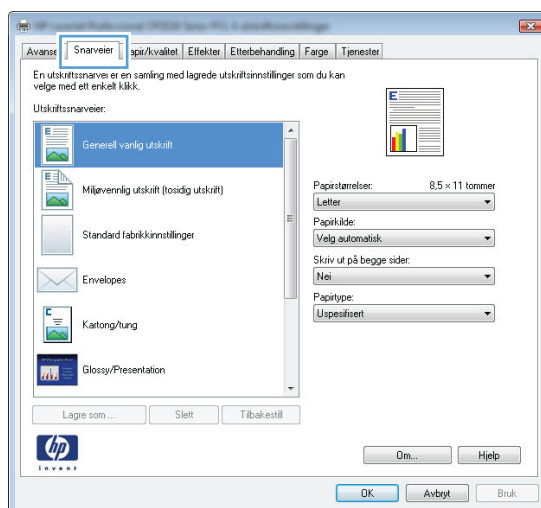 Snarveier
Papir/kvalitet
Effekter
Etterbehandling
Farge
Tjenester
En utskriftssnarvei er en samling med lagrede utskriftsinnstillinger som du kan
velge med ett enkelt klikk.
Utskriftssnarveier:
Generell vanlig utskrift
Miljøvennlig utskrift (tosidig utskrift)
Standard fabrikkinnstillinger
Envelopes
Kartong/tung
Glossy/Presentation
Lagre som ...
Slett
Tilbakestill
E
Papirstørrelser:
8,5 × 11 tommer
Letter
Papirkilde:
Velg automatisk
Skriv ut på begge sider:
Nei
Papirtype:
Uspesifisert
hp
invent
Om...
Hjelp
OK
Avbryt
Bruk